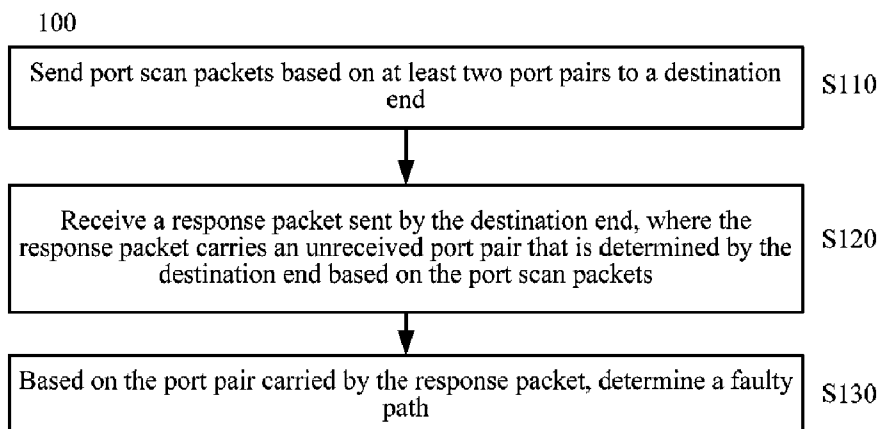 100
Send port scan packets based on at least two port pairs to a destination
end
S110
Receive a response packet sent by the destination end, where the
response packet carries an unreceived port pair that is determined by the
destination end based on the port scan packets
S120
Based on the port pair carried by the response packet, determine a faulty
path
S130